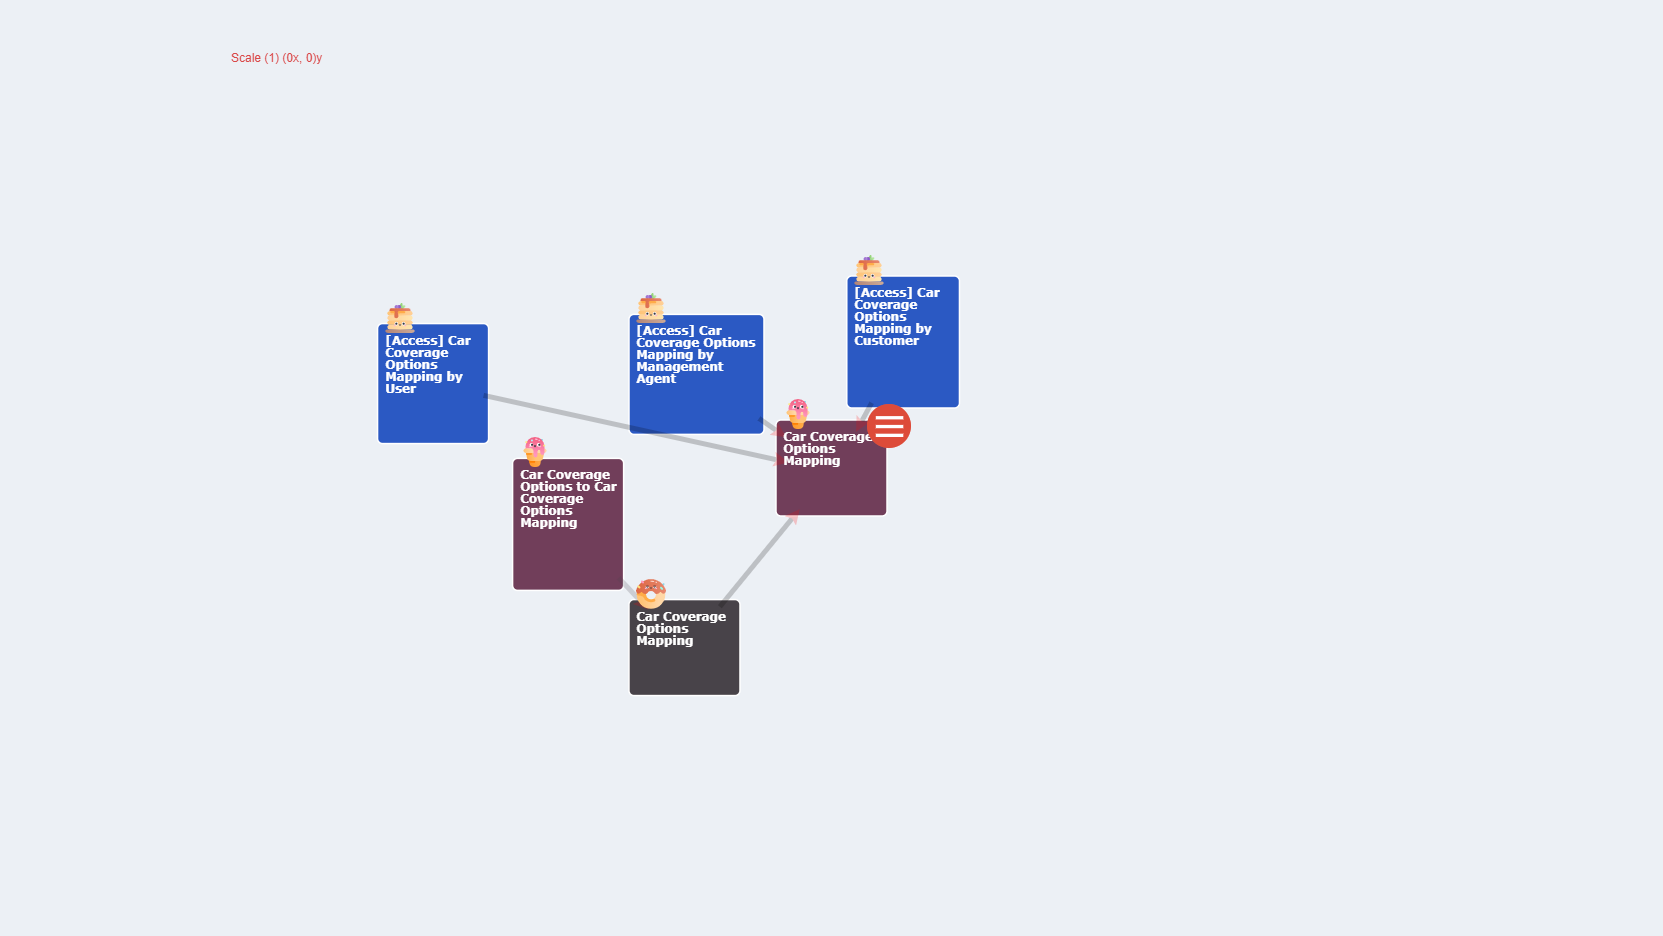 Scale (1) (0x, 0)y
[Access] Car
Coverage
Options
Mapping by
Customer
[Access] Car
Coverage Options
Mapping by
Management
Agent
[Access] Car
Coverage
Options
Mapping by
User
Car Coverage
Options
Mapping
Car Coverage
Options to Car
Coverage
Options
Mapping
Car Coverage
Options
Mapping